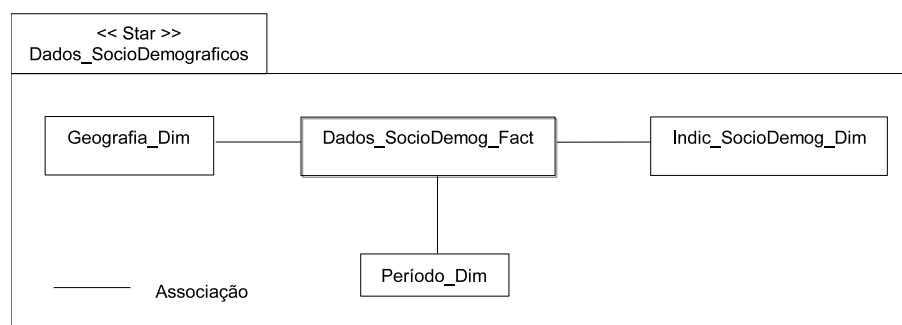 << Star >>
Dados_SocioDemograficos
Geografia_Dim
Dados_SocioDemog_Fact
Indic_SocioDemog_Dim
Período_Dim
Associação